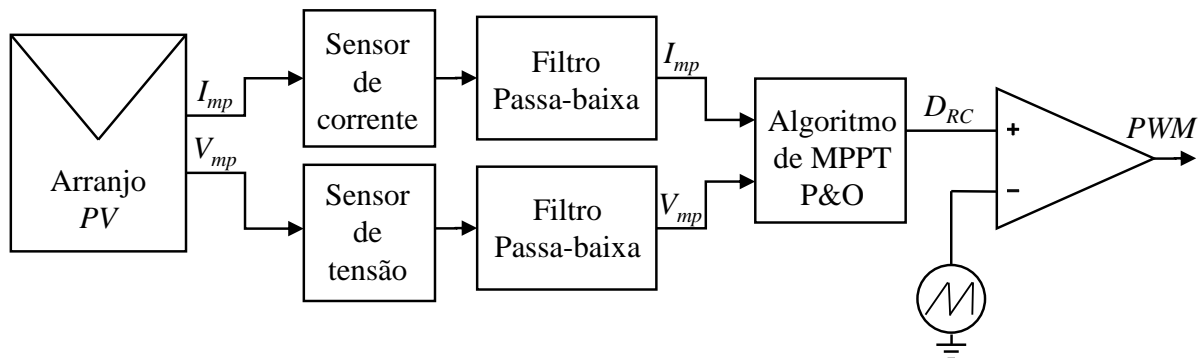 Arranjo
PV
I_mp
V_mp
Sensor
de
corrente
Sensor
de
tensão
Filtro
Passa-baixa
Filtro
Passa-baixa
I_mp
V_mp
Algoritmo
de MPPT
P&O
D_RC
+
−
PWM